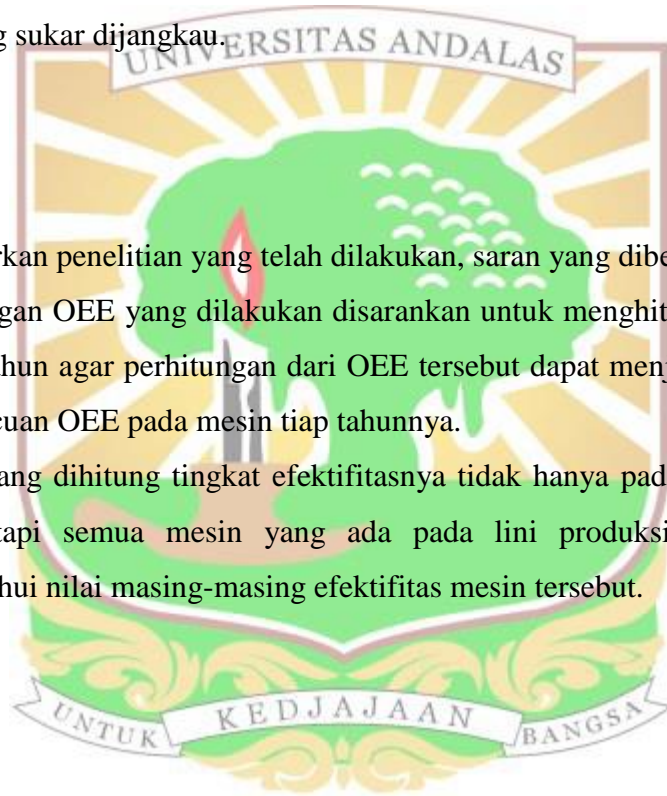 g sukar dijangkau.
UNIVERSITAS ANDALAS
rkan penelitian yang telah dilakukan, saran yang dibe
gan OEE yang dilakukan disarankan untuk menghit
ahun agar perhitungan dari OEE tersebut dapat menj
cuan OEE pada mesin tiap tahunnya.
ang dihitung tingkat efektifitasnya tidak hanya pad
tapi semua mesin yang ada pada lini produksi
hui nilai masing-masing efektifitas mesin tersebut.
UNTUK KEDJAJAAN BANGSA